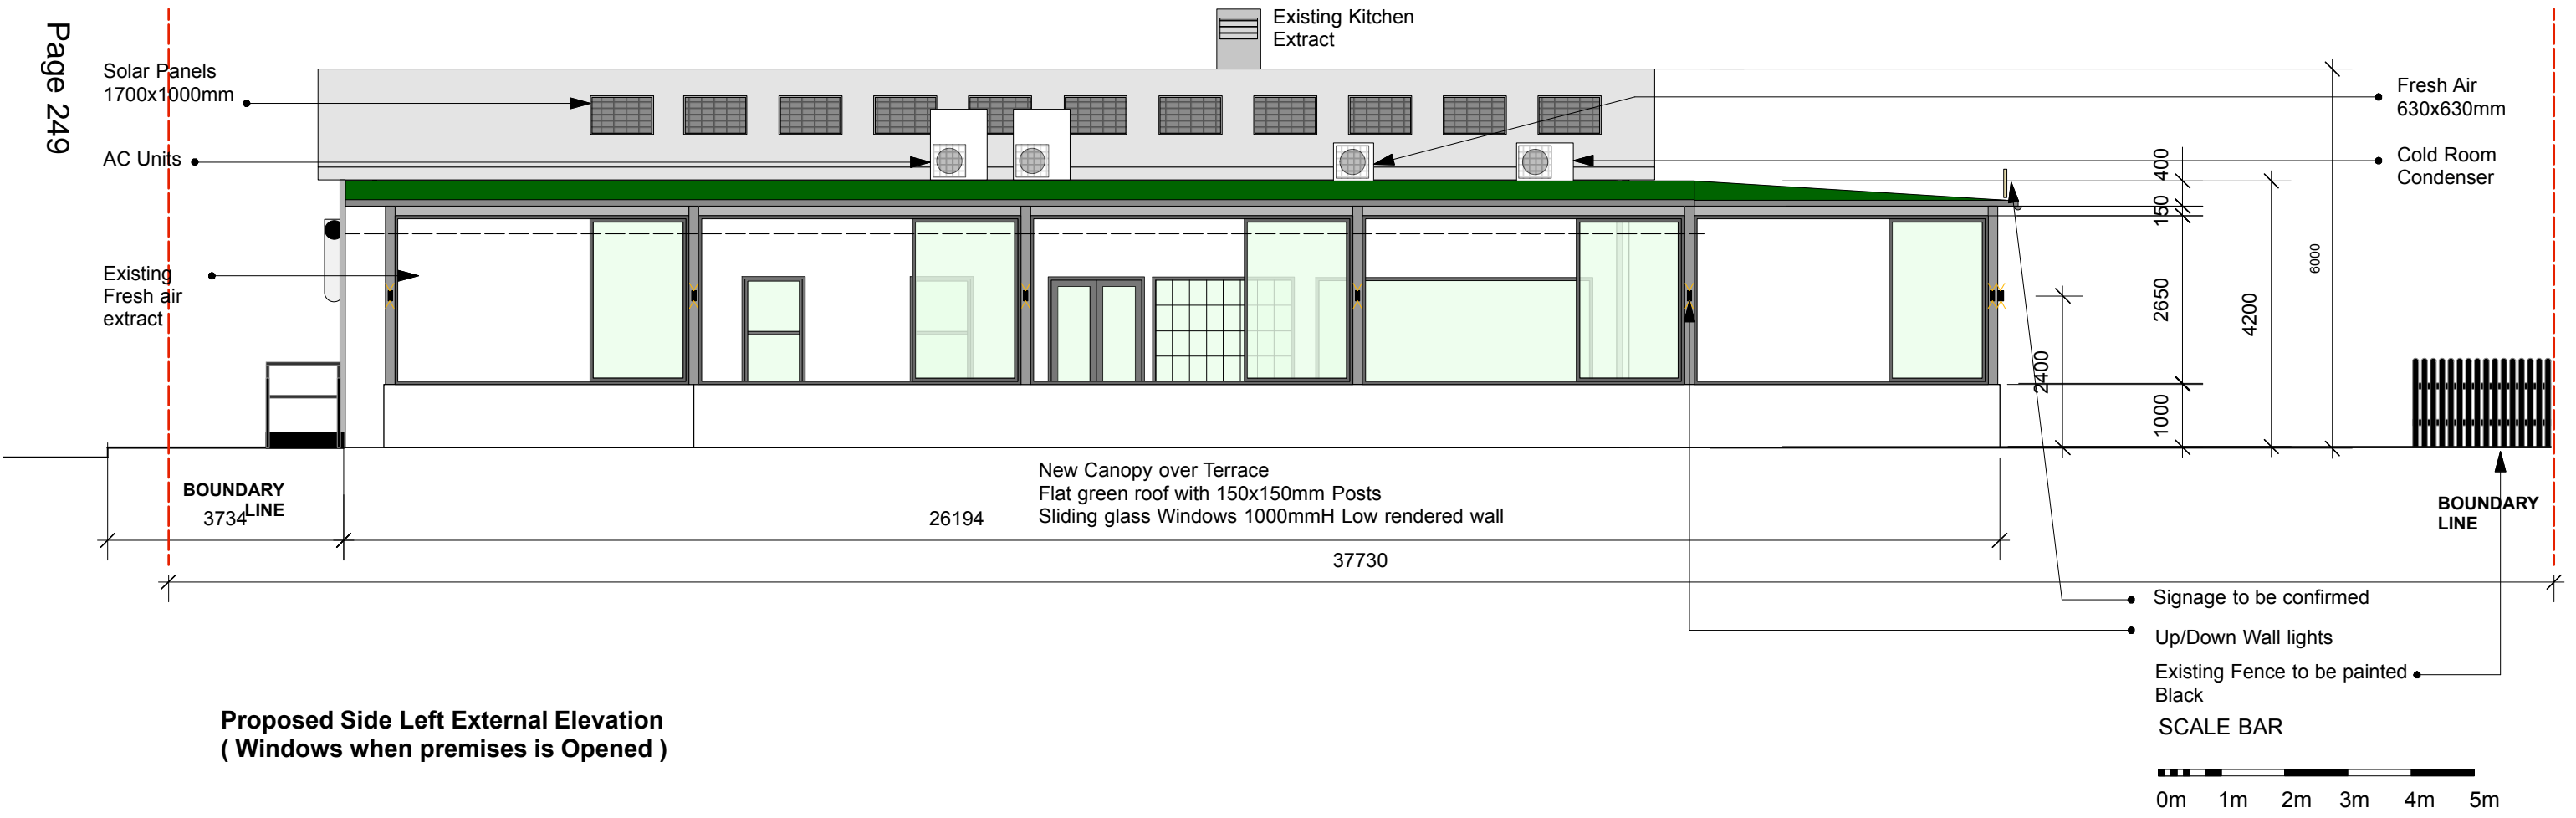 Page 249
Existing Kitchen
Extract
Solar Panels
1700x1000mm
AC Units
Existing
Fresh air
extract
Fresh Air
630x630mm
Cold Room
Condenser
400
150
2650
1000
2400
4200
6000
BOUNDARY
LINE
3734
26194
New Canopy over Terrace
Flat green roof with 150x150mm Posts
Sliding glass Windows 1000mmH Low rendered wall
37730
BOUNDARY
LINE
Signage to be confirmed
Up/Down Wall lights
Existing Fence to be painted
Black
SCALE BAR
0m 1m 2m 3m 4m 5m
Proposed Side Left External Elevation
( Windows when premises is Opened )